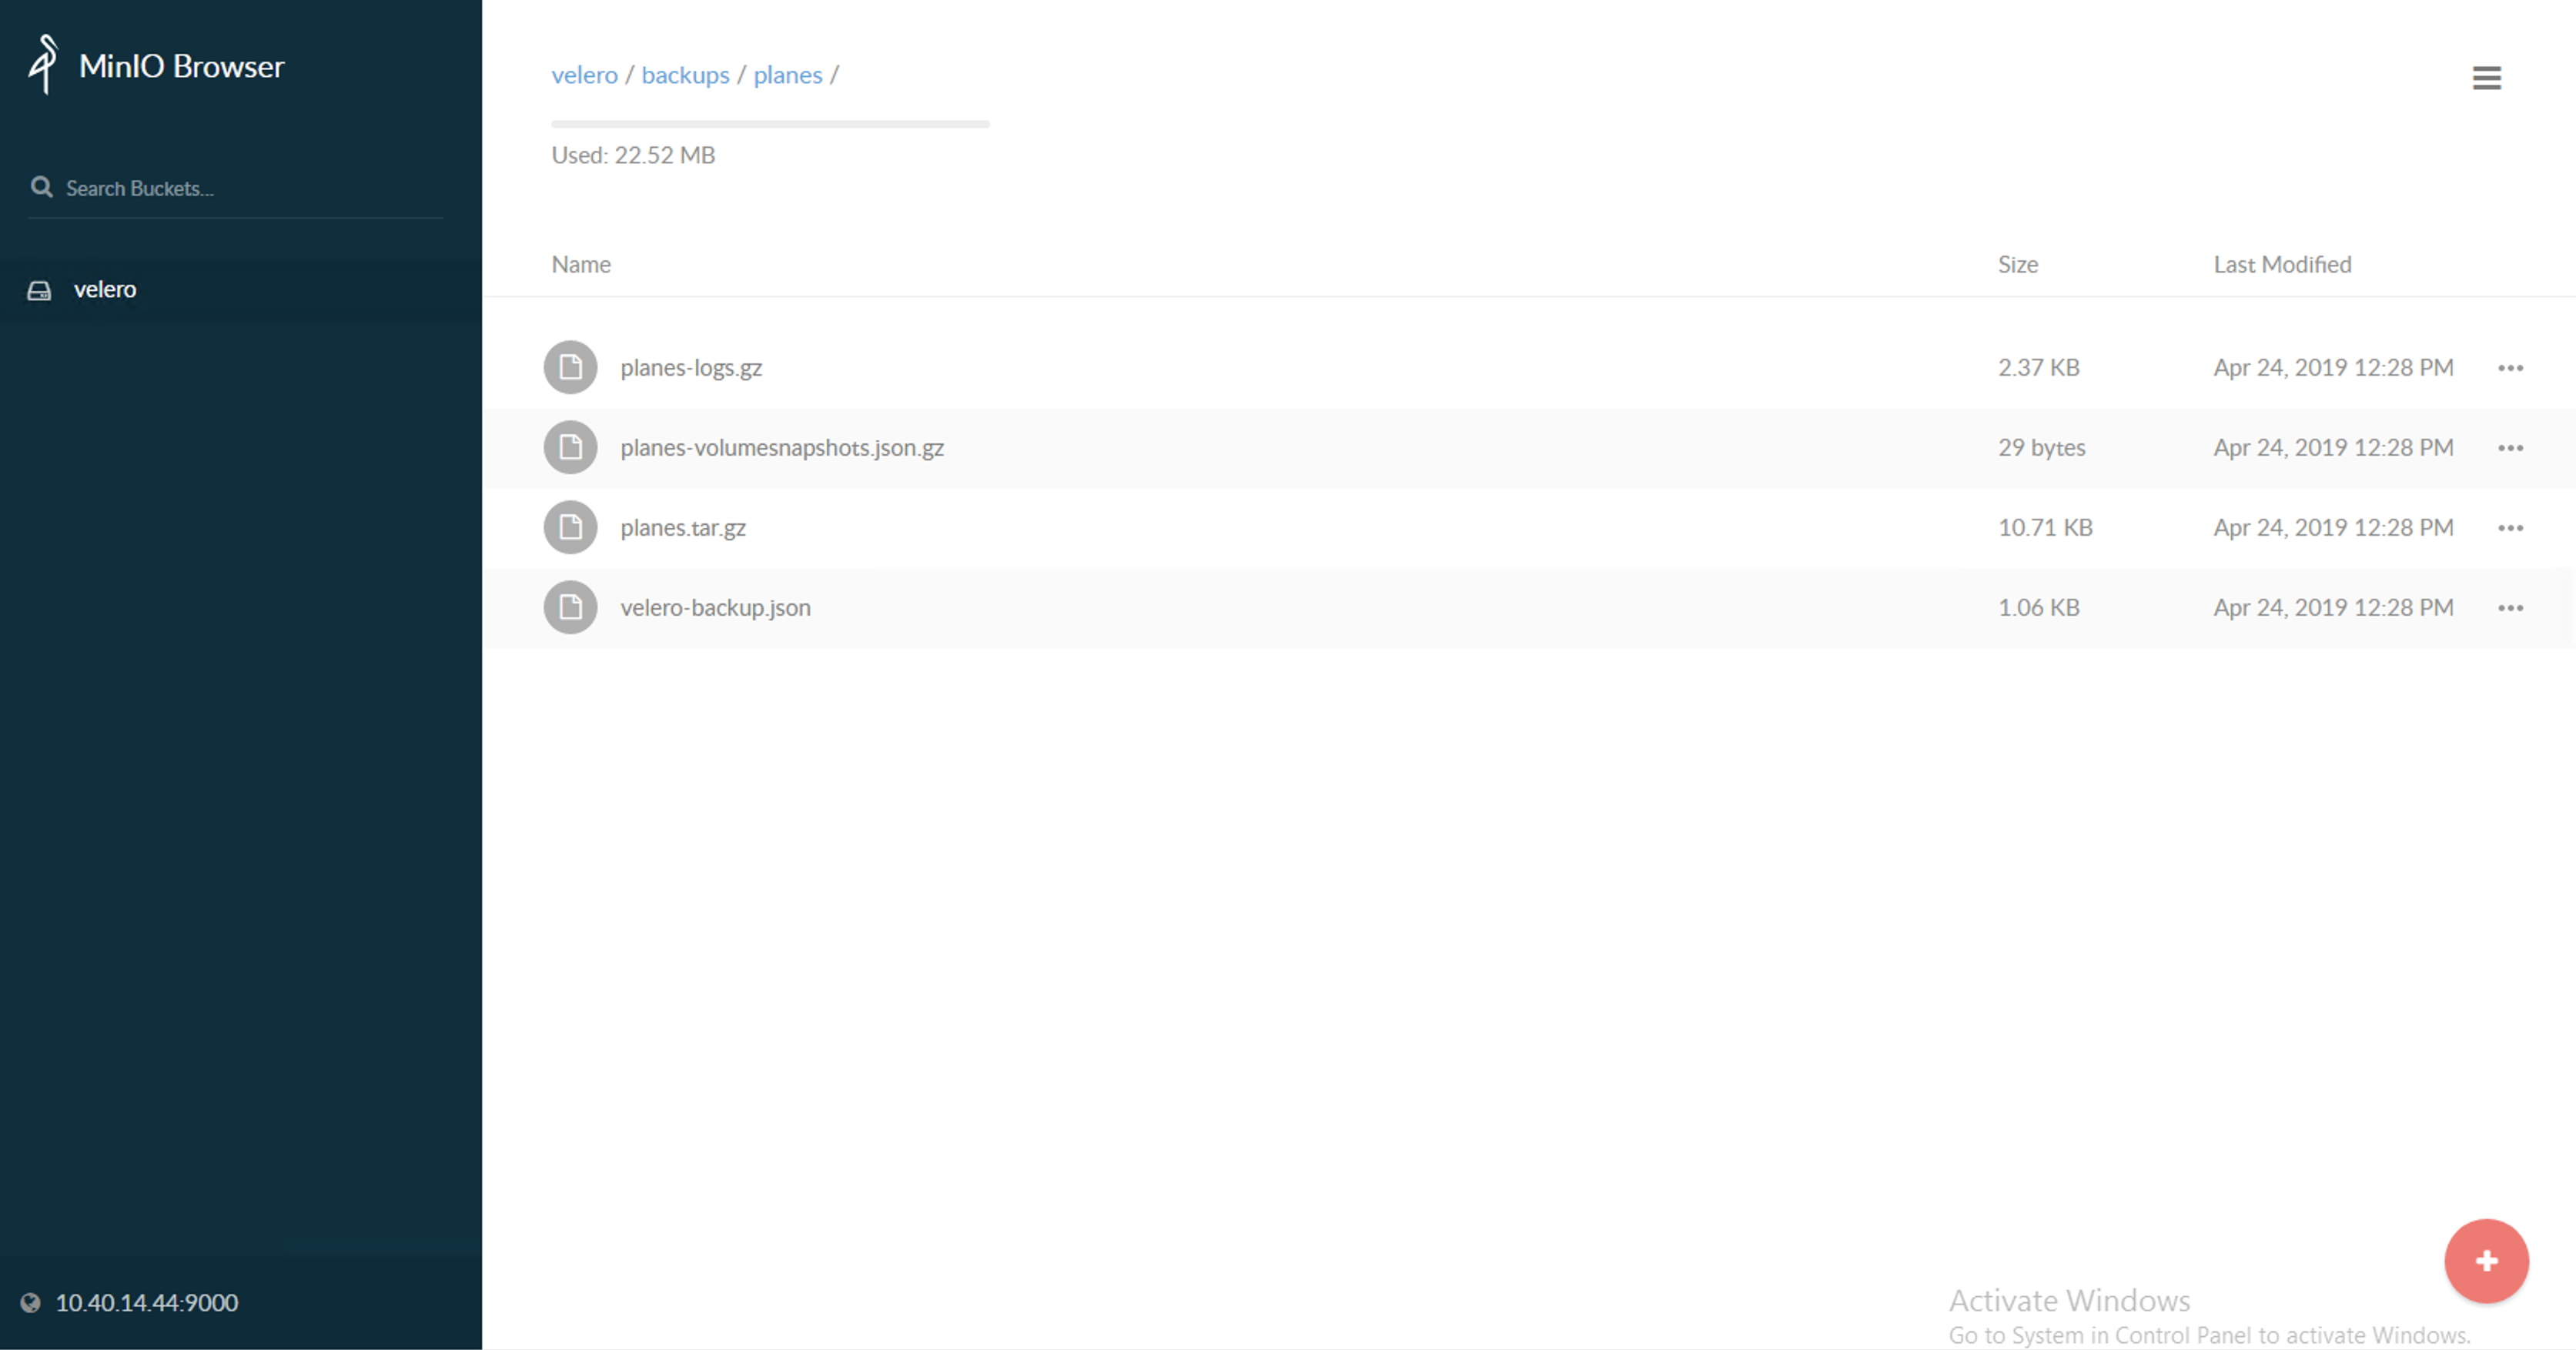 MinIO Browser
Search Buckets...
velero
10.40.14.44:9000
velero / backups / planes /
Used: 22.52 MB
Name Size Last Modified
planes-logs.gz 2.37 KB Apr 24, 2019 12:28 PM
planes-volumesnapshots.json.gz 29 bytes Apr 24, 2019 12:28 PM
planes.tar.gz 10.71 KB Apr 24, 2019 12:28 PM
velero-backup.json 1.06 KB Apr 24, 2019 12:28 PM
Activate Windows
Go to System in Control Panel to activate Windows.